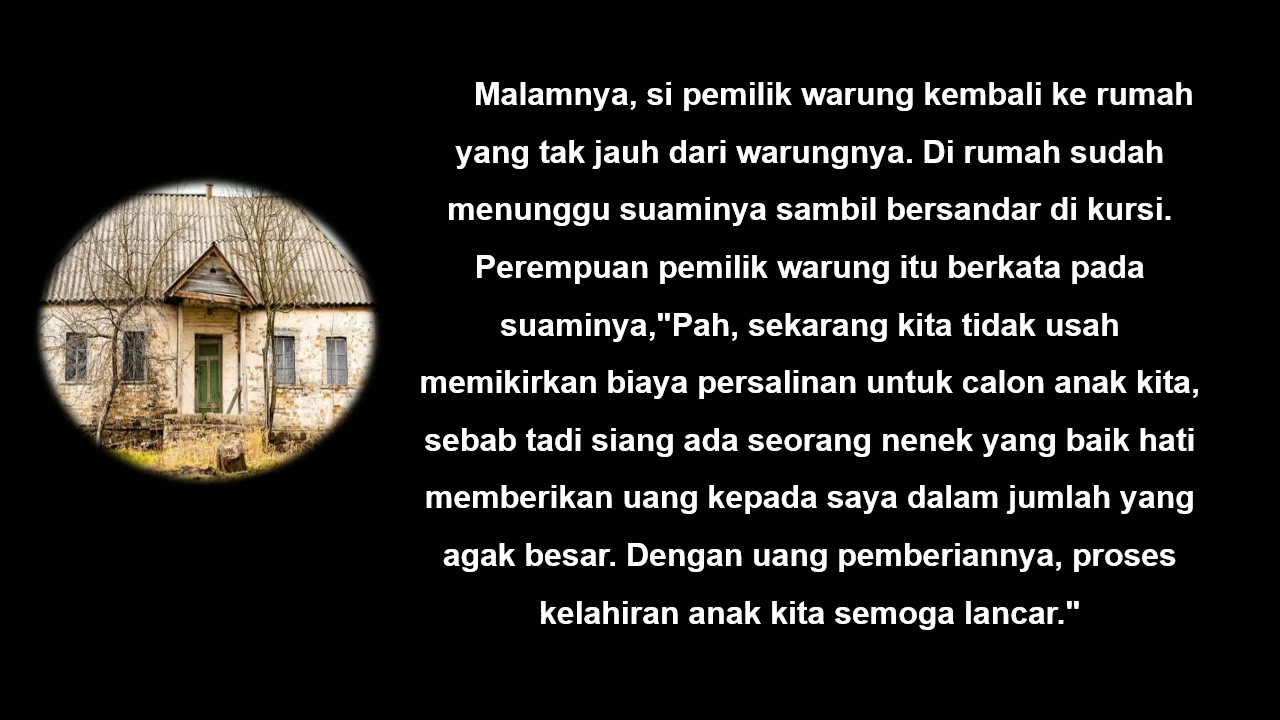 Malamnya, si pemilik warung kembali ke rumah
yang tak jauh dari warungnya. Di rumah sudah
menunggu suaminya sambil bersandar di kursi.
Perempuan pemilik warung itu berkata pada
suaminya,"Pah, sekarang kita tidak usah
memikirkan biaya persalinan untuk calon anak kita,
sebab tadi siang ada seorang nenek yang baik hati
memberikan uang kepada saya dalam jumlah yang
agak besar. Dengan uang pemberiannya, proses
kelahiran anak kita semoga lancar."